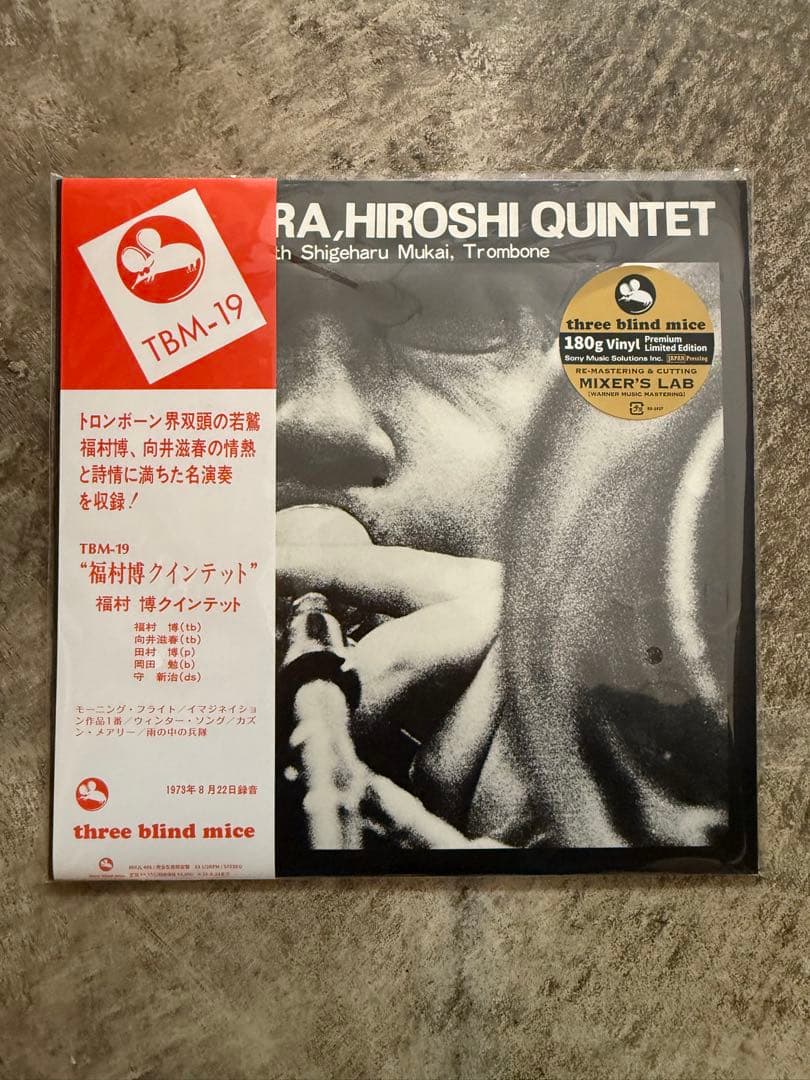 RA,HIROSHI QUINTET
th Shigeharu Mukai, Trombone
TBM-19
トロンボーン界双頭の若鷲
福村博、向井滋春の情熱
と詩情に満ちた名演奏
を収録!
TBM-19
“福村博クインテット”
福村 博クインテット
福村 博(tb)
向井滋春(tb)
田村 博(p)
岡田 勉(b)
守 新治(ds)
モーニング・フライト/イマジネイショ
ン作品1番/ウィンター・ソング/カズ
ン・メアリー/雨の中の兵隊
1973年8月22日録音
three blind mice
three blind mice
180g Vinyl Premium
Limited Edition
Sony Music Solutions Inc. JAPAN Pressing
RE-MASTERING & CUTTING
MIXER'S LAB
(WARNER MUSIC MASTERING)